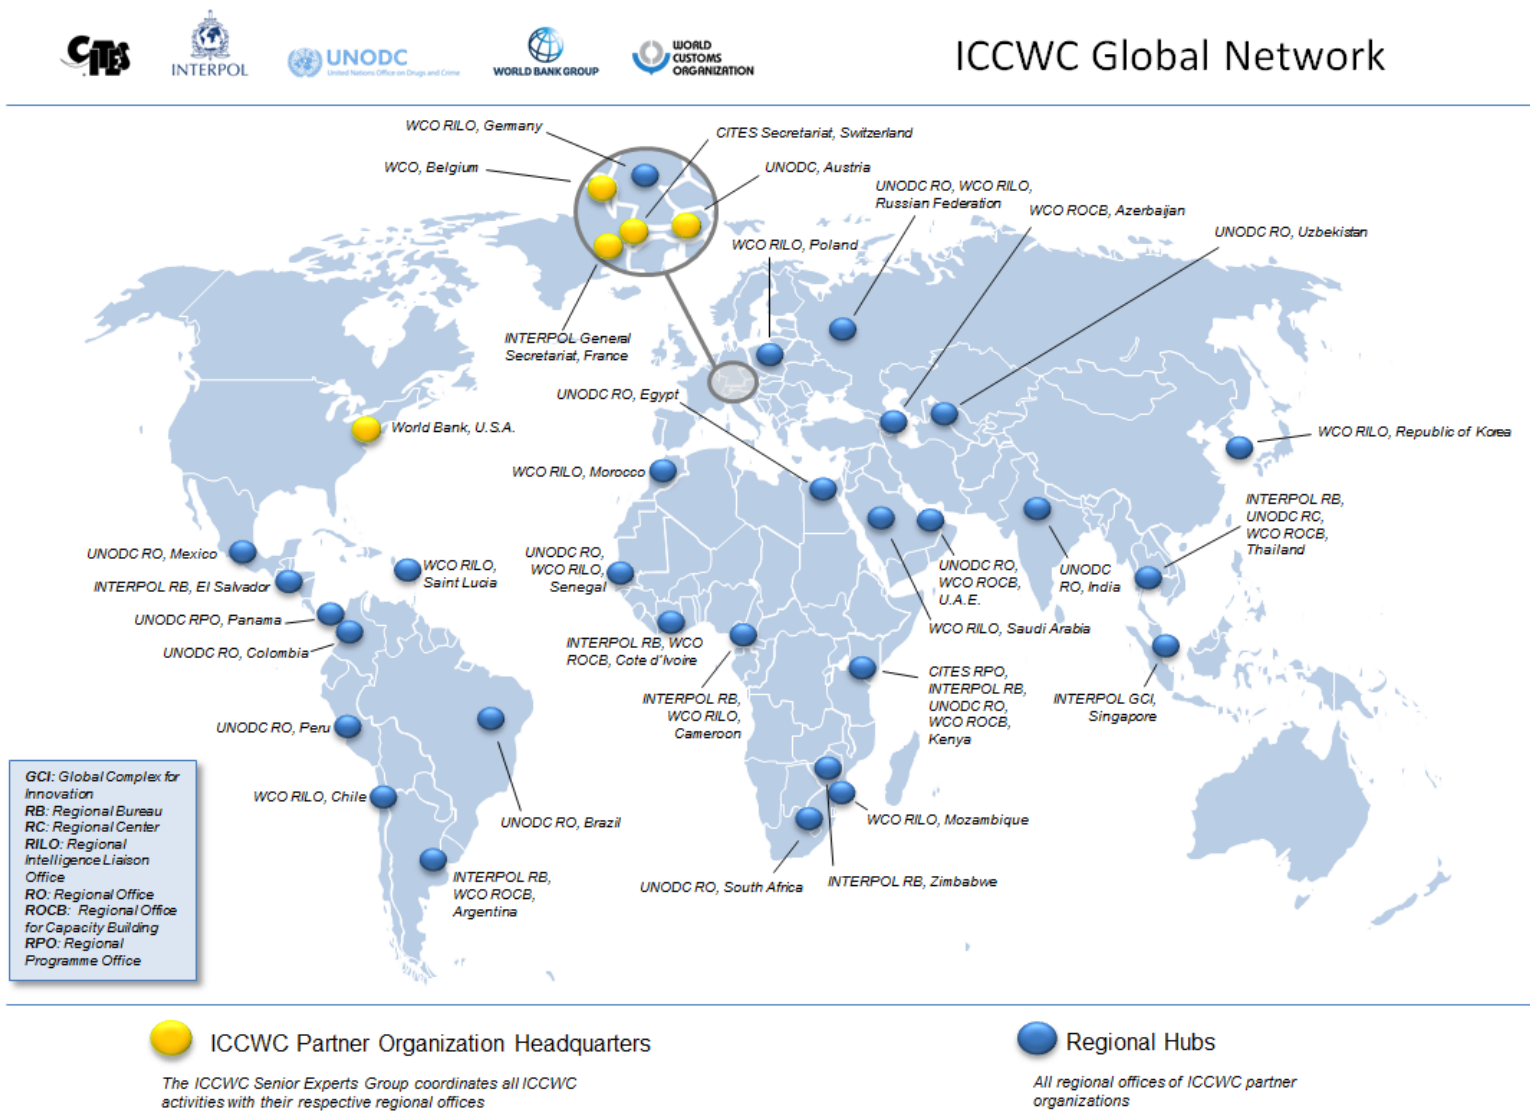 CITES
INTERPOL
UNODC
United Nations Office on Drugs and Crime
WORLD BANK GROUP
WORLD
CUSTOMS
ORGANIZATION
ICCWC Global Network
WCO RILO, Germany
WCO, Belgium
CITES Secretariat, Switzerland
UNODC, Austria
UNODC RO, WCO RILO,
Russian Federation
WCO ROCB, Azerbaijan
UNODC RO, Uzbekistan
WCO RILO, Poland
INTERPOL General
Secretariat, France
UNODC RO, Egypt
World Bank, U.S.A.
WCO RILO, Republic of Korea
WCO RILO, Morocco
INTERPOL RB,
UNODC RC,
WCO ROCB,
Thailand
UNODC RO, Mexico
WCO RILO,
Saint Lucia
UNODC RO,
WCO RILO,
Senegal
UNODC RO,
WCO ROCB,
U.A.E.
UNODC
RO, India
INTERPOL RB, El Salvador
UNODC RPO, Panama
WCO RILO, Saudi Arabia
UNODC RO, Colombia
INTERPOL RB, WCO
ROCB, Cote d'Ivoire
INTERPOL RB,
WCO RILO,
Cameroon
CITES RPO,
INTERPOL RB,
UNODC RO,
WCO ROCB,
Kenya
INTERPOL GCI,
Singapore
UNODC RO, Peru
WCO RILO, Chile
UNODC RO, Brazil
WCO RILO, Mozambique
INTERPOL RB,
WCO ROCB,
Argentina
UNODC RO, South Africa
INTERPOL RB, Zimbabwe
GCI: Global Complex for
Innovation
RB: Regional Bureau
RC: Regional Center
RILO: Regional
Intelligence Liaison
Office
RO: Regional Office
ROCB: Regional Office
for Capacity Building
RPO: Regional
Programme Office
ICCWC Partner Organization Headquarters
The ICCWC Senior Experts Group coordinates all ICCWC
activities with their respective regional offices
Regional Hubs
All regional offices of ICCWC partner
organizations